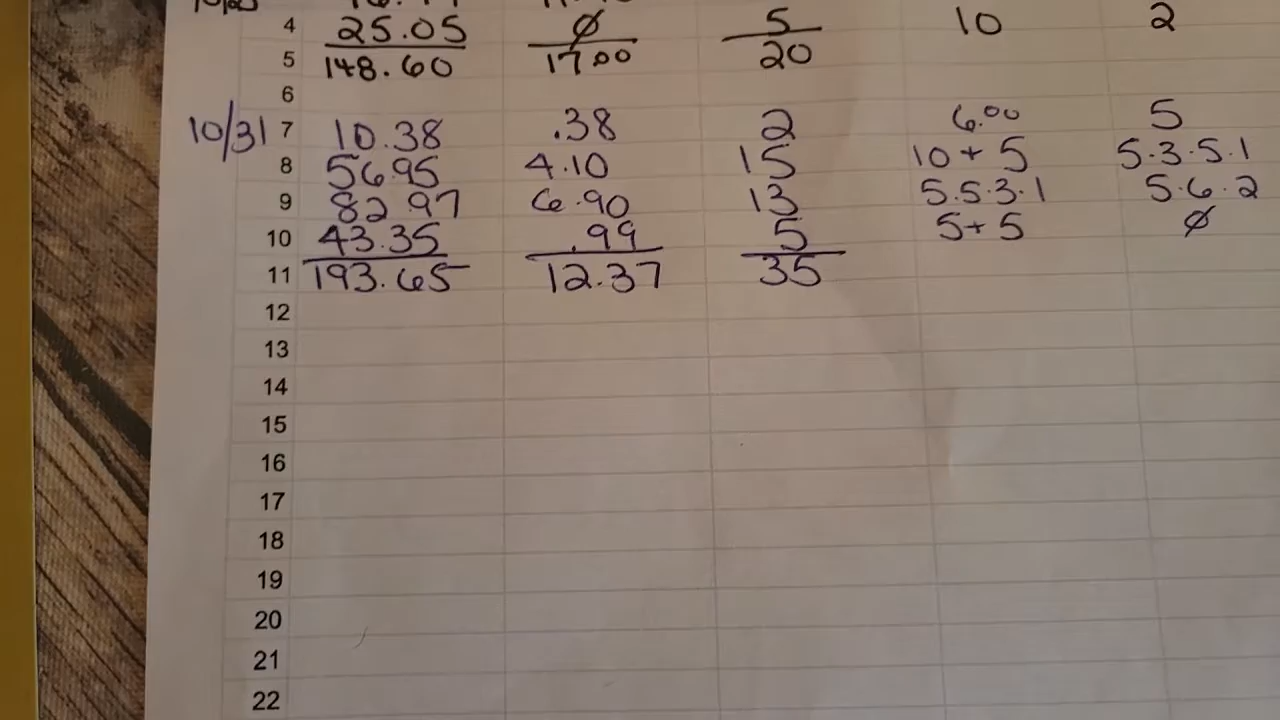 4 25.05 ∅ 5 10 2
5 148.60 17.00 20
6
10/31 7 10.38 .38 2 6.00 5
8 56.95 4.10 15 10 + 5 5.3.5.1
9 82.97 6.90 13 5.5.3.1 5.6.2
10 43.35 .99 5 5+5 ∅
11 193.65 12.37 35
12
13
14
15
16
17
18
19
20
21
22